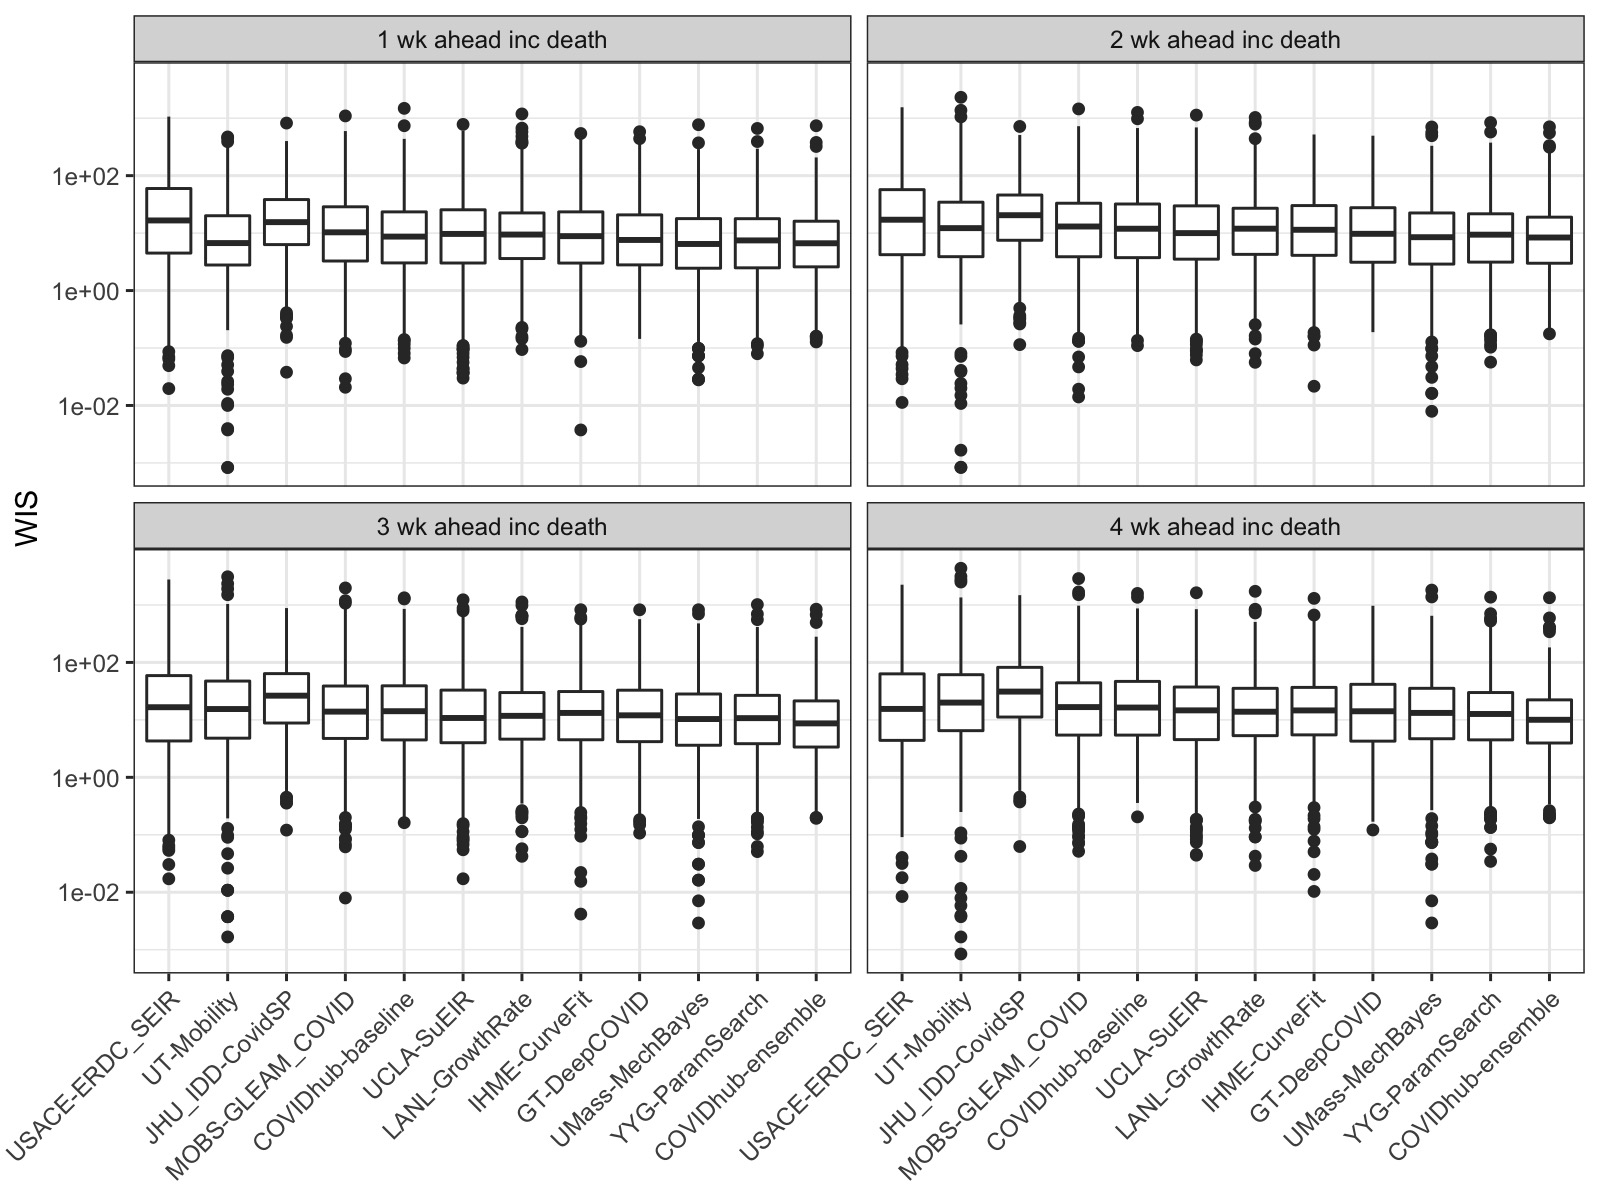 1 wk ahead inc death
2 wk ahead inc death
1e+02
1e+00
1e-02
WIS
3 wk ahead inc death
4 wk ahead inc death
1e+02
1e+00
1e-02
USACE-ERDC_SEIR
UT-Mobility
JHU_IDD-CovidSP
MOBS-GLEAM_COVID
COVIDhub-baseline
UCLA-SuEIR
LANL-GrowthRate
IHME-CurveFit
GT-DeepCOVID
UMass-MechBayes
YYG-ParamSearch
COVIDhub-ensemble
USACE-ERDC_SEIR
UT-Mobility
JHU_IDD-CovidSP
MOBS-GLEAM_COVID
COVIDhub-baseline
UCLA-SuEIR
LANL-GrowthRate
IHME-CurveFit
GT-DeepCOVID
UMass-MechBayes
YYG-ParamSearch
COVIDhub-ensemble